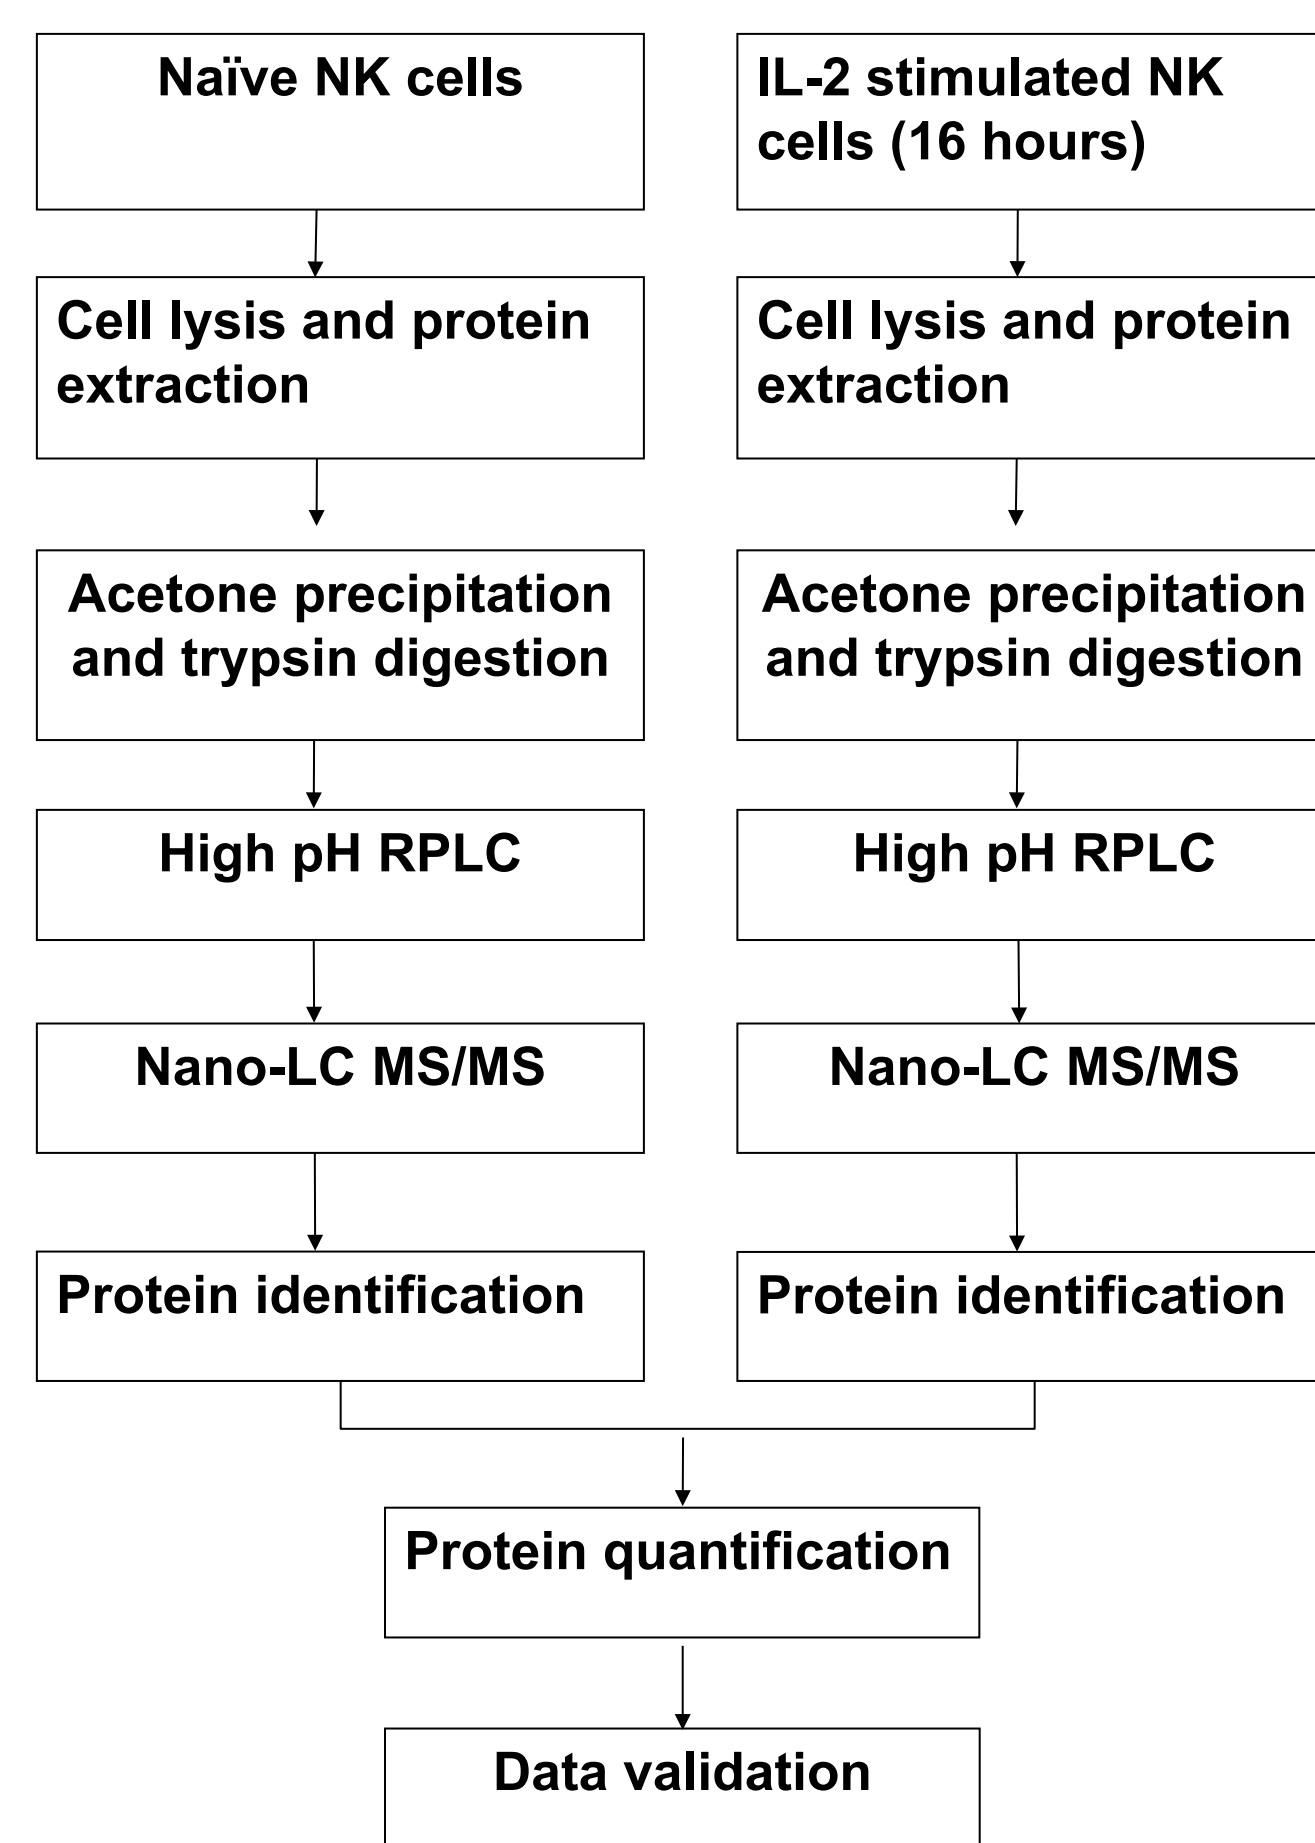 Naïve NK cells
IL-2 stimulated NK
cells (16 hours)
Cell lysis and protein
extraction
Cell lysis and protein
extraction
Acetone precipitation
and trypsin digestion
Acetone precipitation
and trypsin digestion
High pH RPLC
High pH RPLC
Nano-LC MS/MS
Nano-LC MS/MS
Protein identification
Protein identification
Protein quantification
Data validation